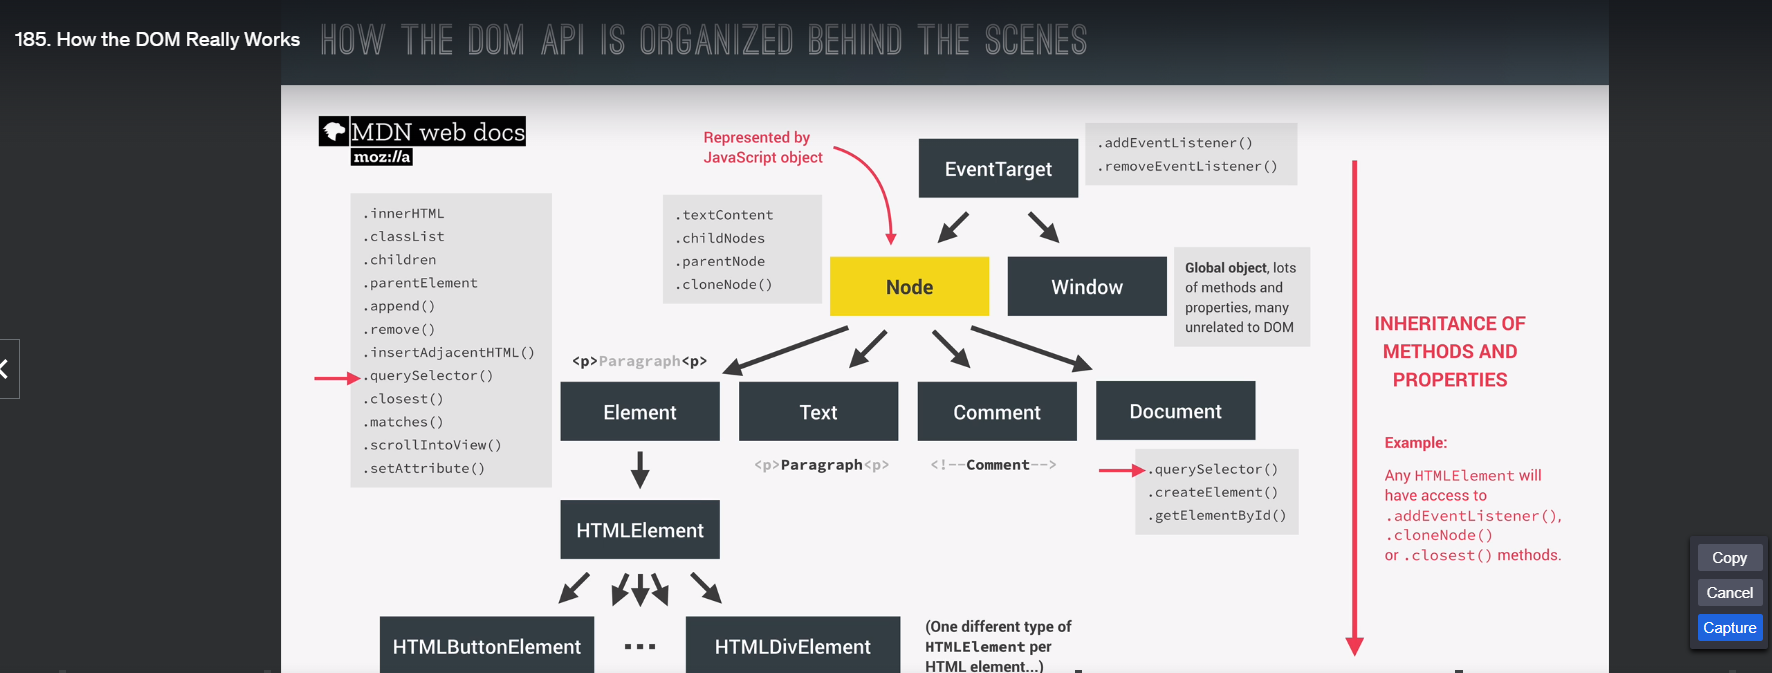 185. How the DOM Really Works
HOW THE DOM API IS ORGANIZED BEHIND THE SCENES
MDN web docs
moz://a
Represented by
JavaScript object
EventTarget
.addEventListener()
.removeEventListener()
.innerHTML
.classList
.children
.parentElement
.append()
.remove()
.insertAdjacentHTML()
.querySelector()
.closest()
.matches()
.scrollIntoView()
.setAttribute()
.textContent
.childNodes
.parentNode
.cloneNode()
Node
Window
Global object, lots
of methods and
properties, many
unrelated to DOM
<p>Paragraph<p>
Element
Text
Comment
Document
<p>Paragraph<p>
<!--Comment-->
.querySelector()
.createElement()
.getElementById()
HTMLElement
HTMLButtonElement
...
HTMLDivElement
(One different type of
HTMLElement per
HTML element...)
INHERITANCE OF
METHODS AND
PROPERTIES
Example:
Any HTMLElement will
have access to
.addEventListener(),
.cloneNode()
or .closest() methods.
Copy
Cancel
Capture